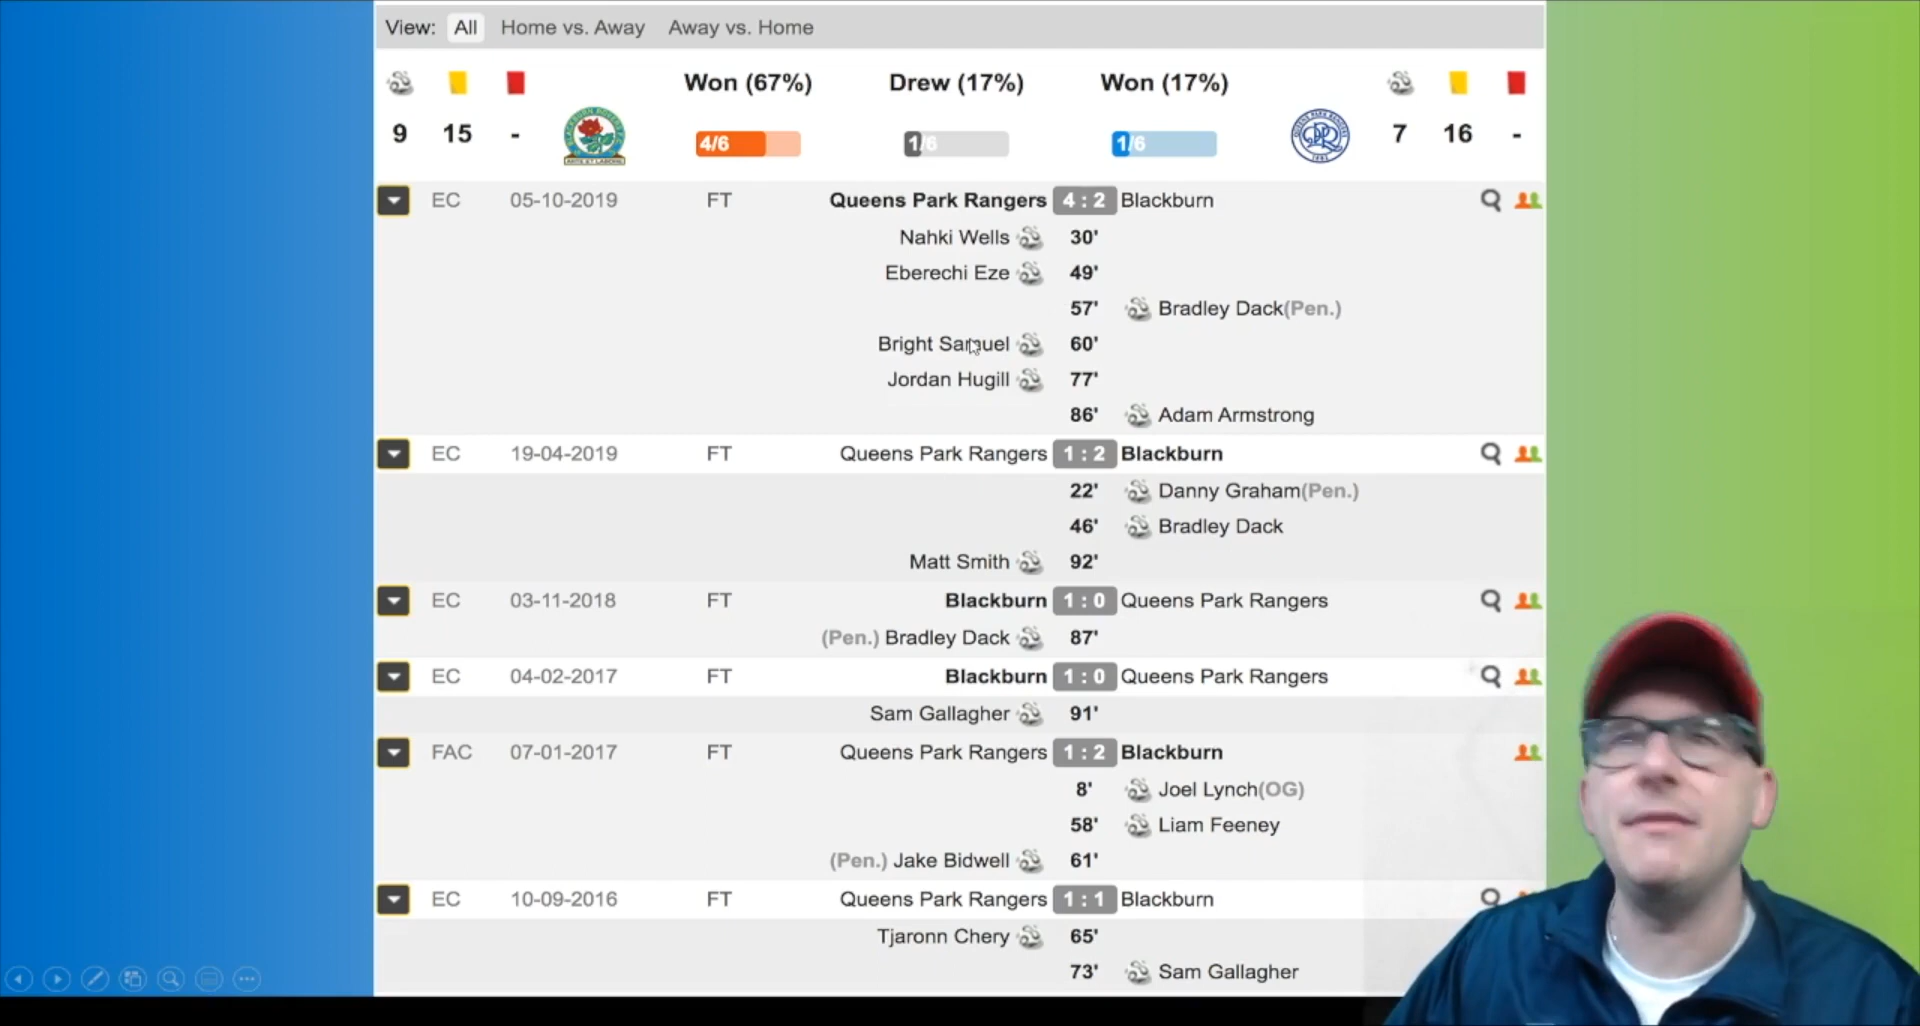 View: All Home vs. Away Away vs. Home
Won (67%) Drew (17%) Won (17%)
9 15 - 4/6 1/6 1/6 7 16 -
EC 05-10-2019 FT Queens Park Rangers 4 : 2 Blackburn
Nahki Wells 30'
Eberechi Eze 49'
57' Bradley Dack(Pen.)
Bright Samuel 60'
Jordan Hugill 77'
86' Adam Armstrong
EC 19-04-2019 FT Queens Park Rangers 1 : 2 Blackburn
22' Danny Graham(Pen.)
46' Bradley Dack
Matt Smith 92'
EC 03-11-2018 FT Blackburn 1 : 0 Queens Park Rangers
(Pen.) Bradley Dack 87'
EC 04-02-2017 FT Blackburn 1 : 0 Queens Park Rangers
Sam Gallagher 91'
FAC 07-01-2017 FT Queens Park Rangers 1 : 2 Blackburn
8' Joel Lynch(OG)
58' Liam Feeney
(Pen.) Jake Bidwell 61'
EC 10-09-2016 FT Queens Park Rangers 1 : 1 Blackburn
Tjaronn Chery 65'
73' Sam Gallagher